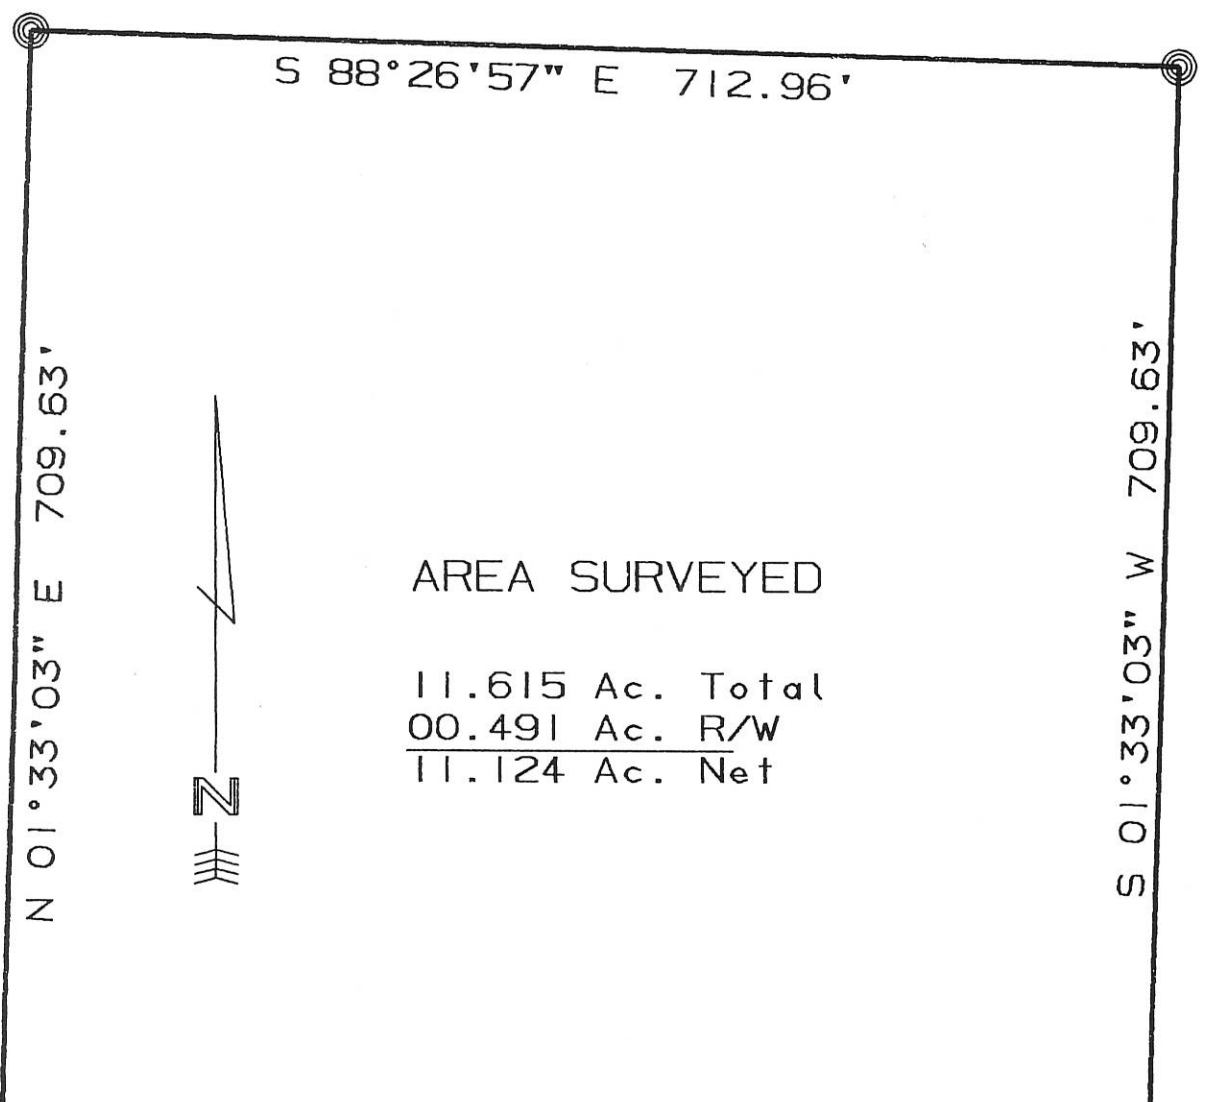 S 88°26'57" E 712.96'
N 01°33'03" E 709.63'
S 01°33'03" W 709.63'
N
AREA SURVEYED
11.615 Ac. Total
00.491 Ac. R/W
11.124 Ac. Net